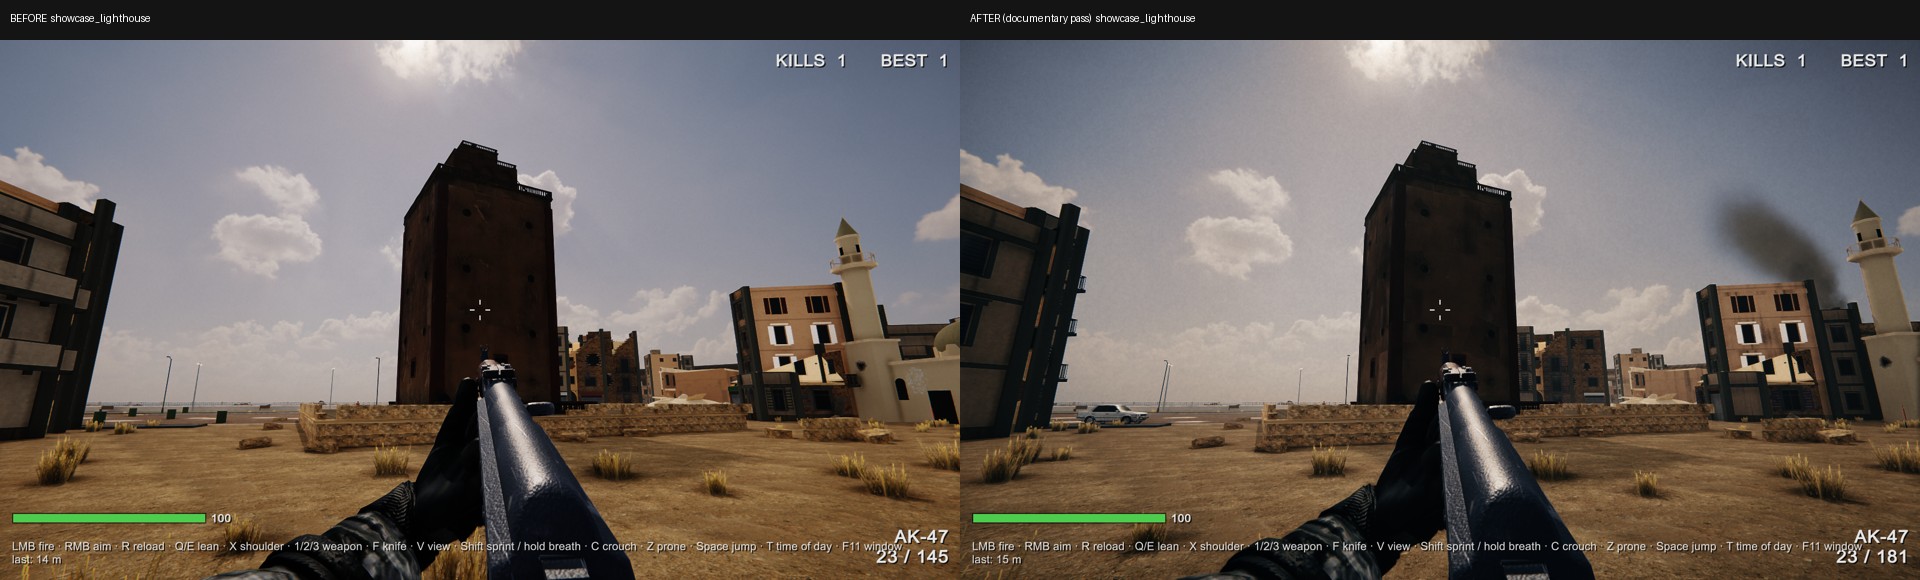 BEFORE showcase_lighthouse
KILLS 1 BEST 1
100
AK-47
LMB fire · RMB aim · R reload · Q/E lean · X shoulder · 1/2/3 weapon · F knife · V view · Shift sprint / hold breath · C crouch · Z prone · Space jump · T time of day · F11 window
23 / 145
last: 14 m
AFTER (documentary pass) showcase_lighthouse
KILLS 1 BEST 1
100
AK-47
LMB fire · RMB aim · R reload · Q/E lean · X shoulder · 1/2/3 weapon · F knife · V view · Shift sprint / hold breath · C crouch · Z prone · Space jump · T time of day · F11 window
23 / 181
last: 15 m